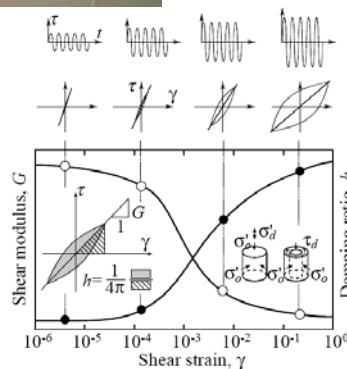 τ
t
τ
γ
Shear modulus, G
Damping ratio, h
τ
G
1
γ
h = 1/4π
σ'd
σ'o
σ'o
τd
σ'o
σ'o
10⁻⁶ 10⁻⁵ 10⁻⁴ 10⁻³ 10⁻² 10⁻¹ 10⁰
Shear strain, γ